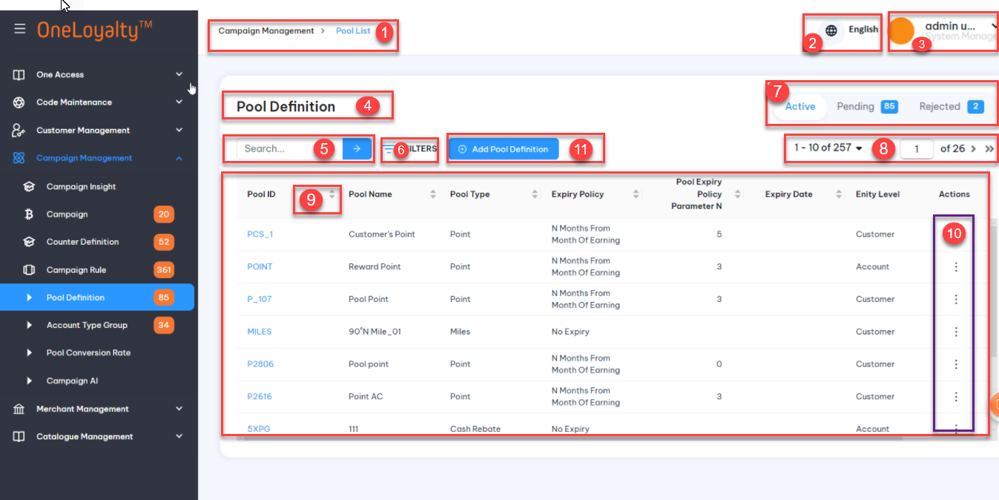 OneLoyalty™
One Access
Code Maintenance
Customer Management
Campaign Management
Campaign Insight
Campaign 20
Counter Definition 52
Campaign Rule 361
Pool Definition 85
Account Type Group 34
Pool Conversion Rate
Campaign AI
Merchant Management
Catalogue Management
Campaign Management > Pool List 1
English
2
admin u...
System Manage
3
Pool Definition 4
7
Active Pending 85 Rejected 2
Search... 5
6 ILTERS
Add Pool Definition 11
1 - 10 of 257 8 1 of 26 > »
Pool ID 9 Pool Name Pool Type Expiry Policy Pool Expiry Policy Parameter N Expiry Date Enity Level Actions
10
PCS_1 Customer's Point Point N Months From Month Of Earning 5 Customer
POINT Reward Point Point N Months From Month Of Earning 3 Account
P_107 Pool Point Point N Months From Month Of Earning 3 Customer
MILES 90°N Mile_01 Miles No Expiry Customer
P2806 Pool point Point N Months From Month Of Earning 0 Customer
P2616 Point AC Point N Months From Month Of Earning 3 Customer
5XPG 111 Cash Rebate No Expiry Account